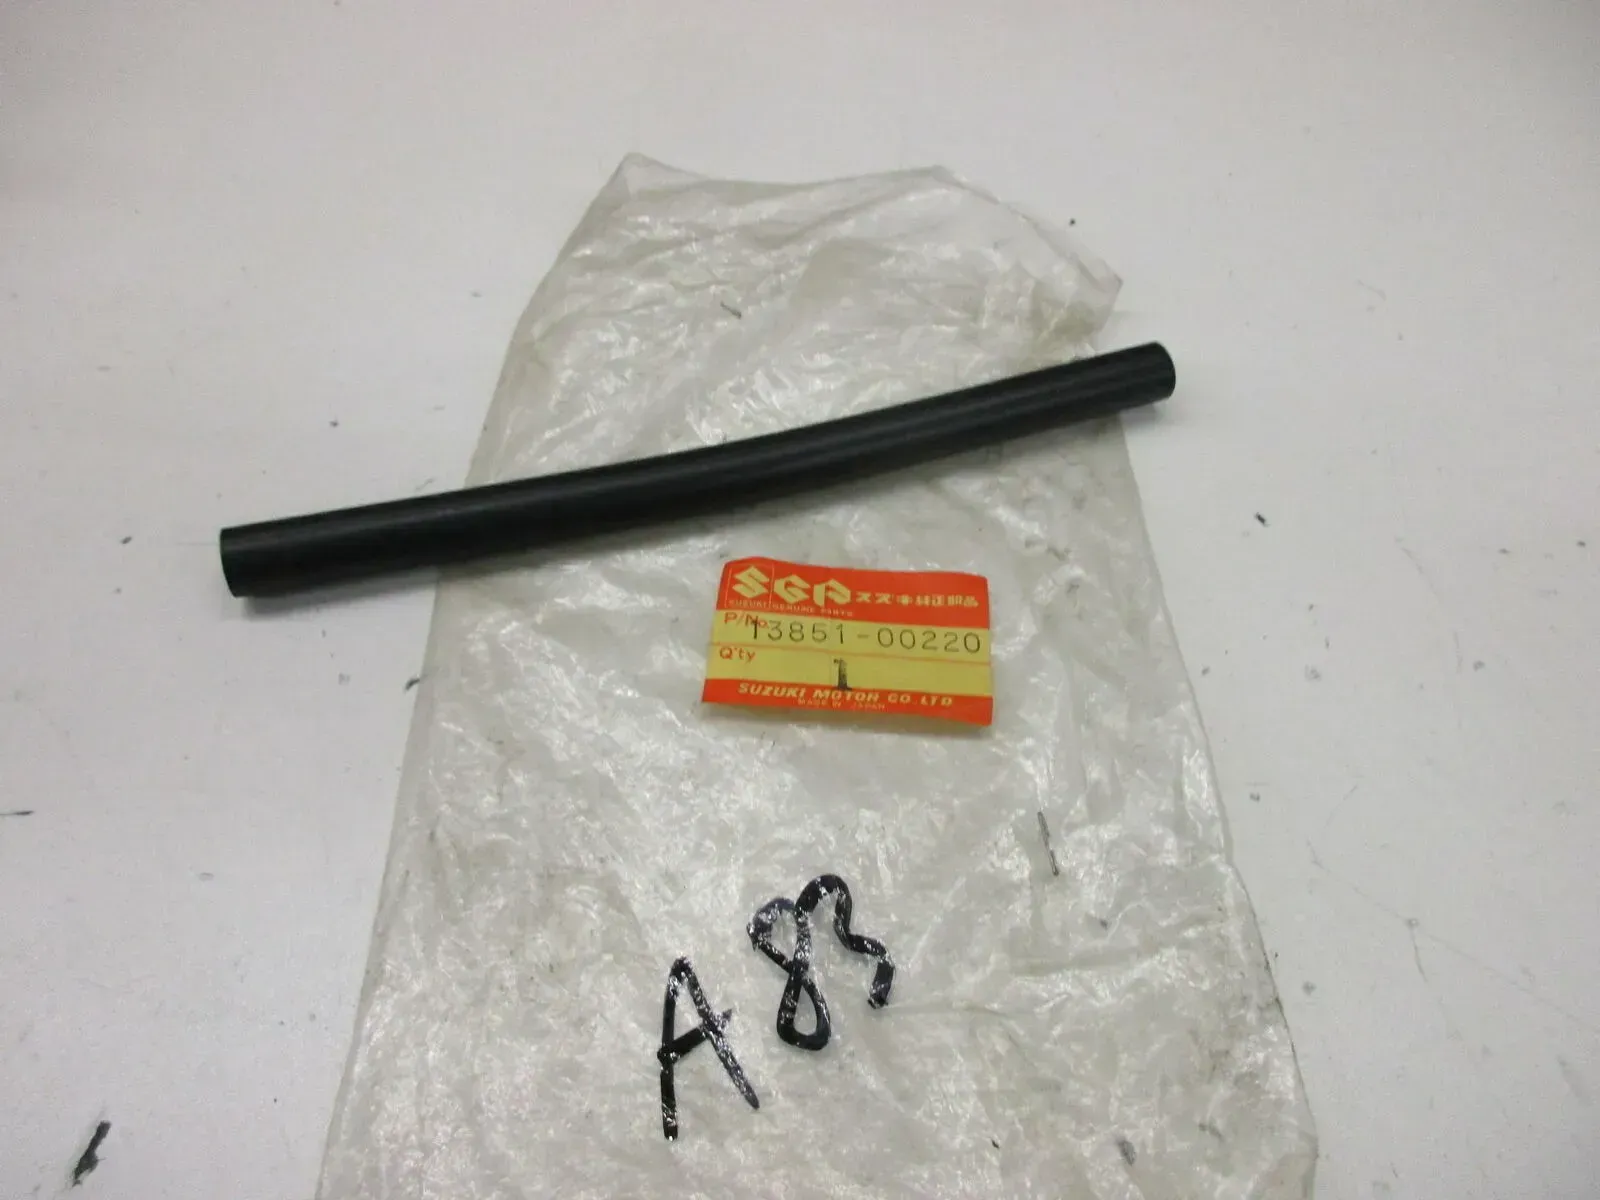 SGP スズキ純正部品
SUZUKI GENUINE PARTS
P/No. 13851-00220
Q'ty 1
SUZUKI MOTOR CO. LTD
MADE IN JAPAN
A83